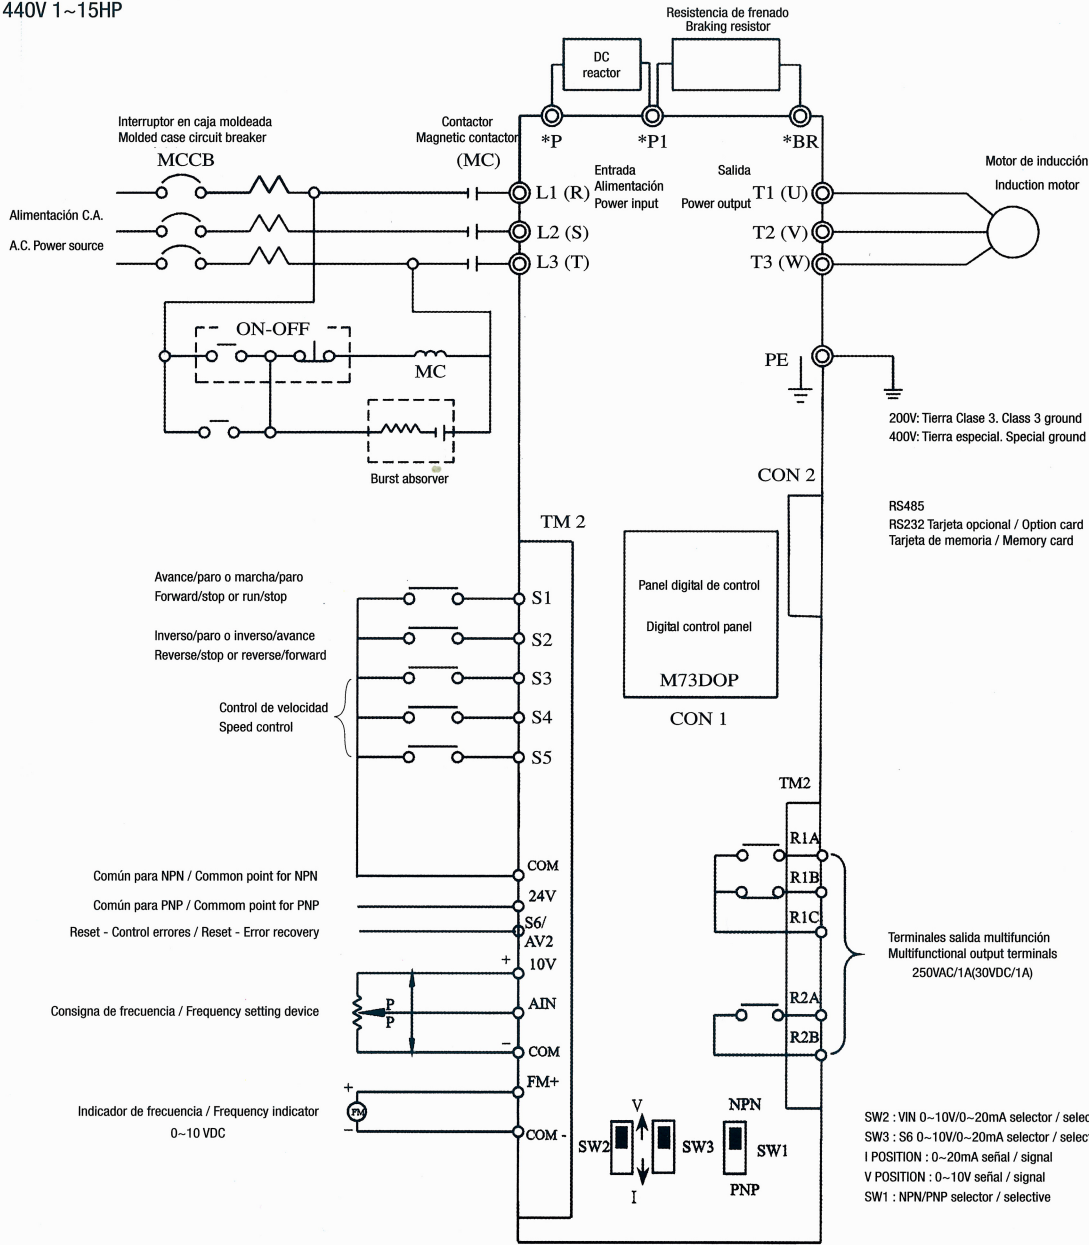 440V 1~15HP
Resistencia de frenado
Braking resistor
DC
reactor
*P
*P1
*BR
Interruptor en caja moldeada
Molded case circuit breaker
MCCB
Contactor
Magnetic contactor
(MC)
Entrada
Alimentación
Power input
Salida
Power output
L1 (R)
L2 (S)
L3 (T)
T1 (U)
T2 (V)
T3 (W)
Motor de inducción
Induction motor
Alimentación C.A.
A.C. Power source
ON-OFF
MC
Burst absorver
PE
200V: Tierra Clase 3. Class 3 ground
400V: Tierra especial. Special ground
CON 2
RS485
RS232 Tarjeta opcional / Option card
Tarjeta de memoria / Memory card
TM 2
Panel digital de control
Digital control panel
M73DOP
CON 1
Avance/paro o marcha/paro
Forward/stop or run/stop
S1
Inverso/paro o inverso/avance
Reverse/stop or reverse/forward
S2
S3
Control de velocidad
Speed control
S4
S5
TM2
R1A
R1B
R1C
R2A
R2B
Terminales salida multifunción
Multifunctional output terminals
250VAC/1A(30VDC/1A)
COM
Común para NPN / Common point for NPN
24V
Común para PNP / Commom point for PNP
S6/
AV2
Reset - Control errores / Reset - Error recovery
+
10V
P
P
AIN
Consigna de frecuencia / Frequency setting device
–
COM
FM+
+
FM
–
Indicador de frecuencia / Frequency indicator
0~10 VDC
COM -
V
I
SW2
SW3
NPN
SW1
PNP
SW2 : VIN 0~10V/0~20mA selector / selec
SW3 : S6 0~10V/0~20mA selector / selec
I POSITION : 0~20mA señal / signal
V POSITION : 0~10V señal / signal
SW1 : NPN/PNP selector / selective